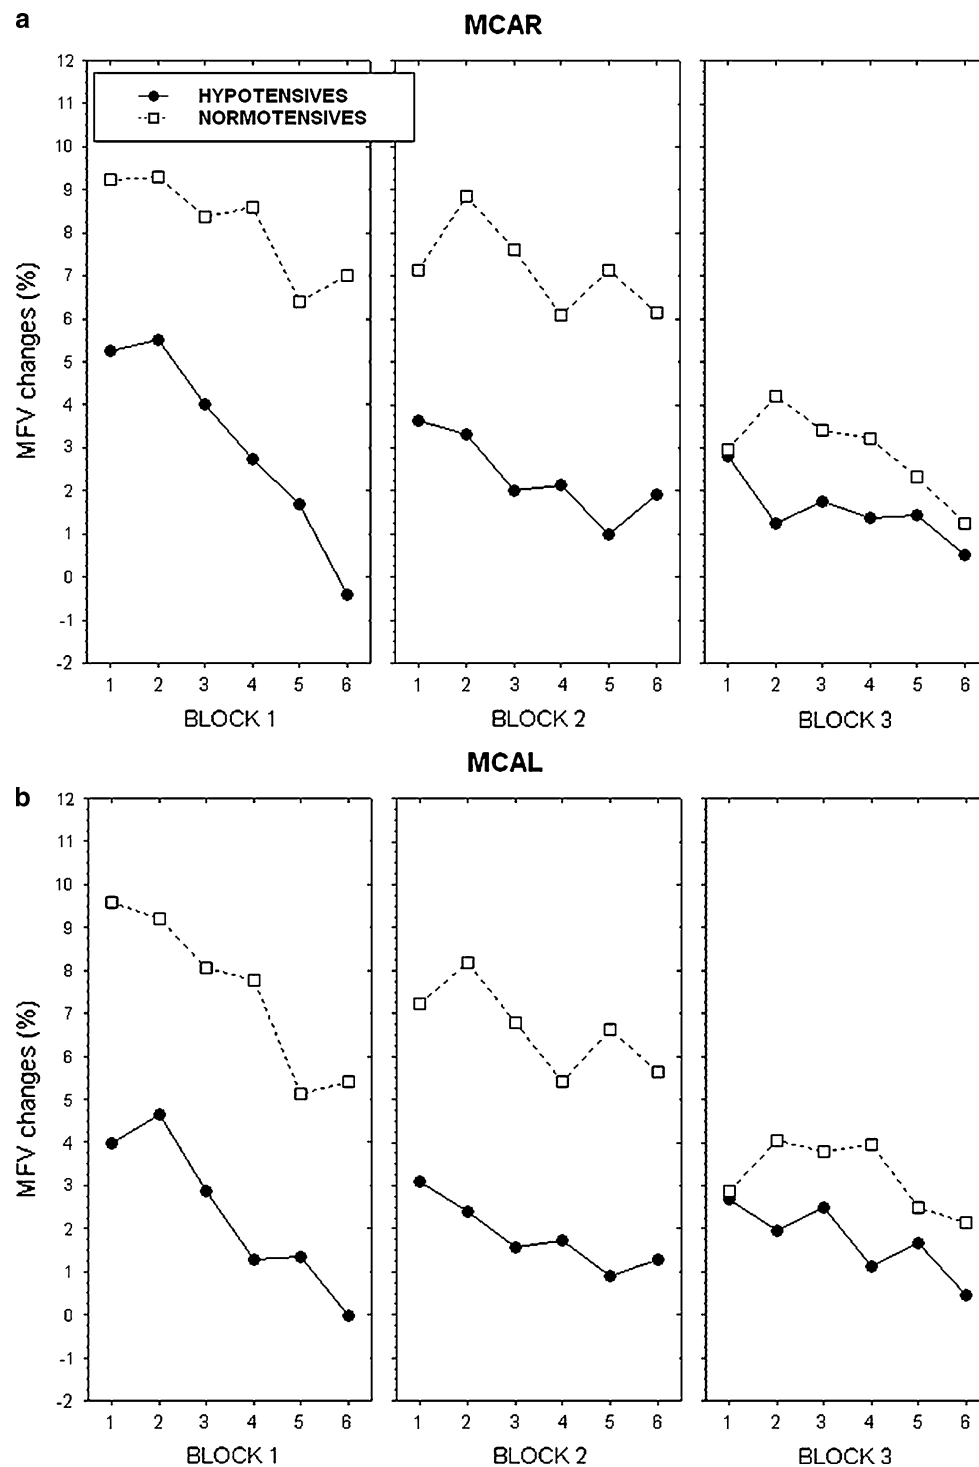 a
MCAR
HYPOTENSIVES
NORMOTENSIVES
12
11
10
9
8
7
6
5
4
3
2
1
0
-1
-2
MFV changes (%)
1 2 3 4 5 6 1 2 3 4 5 6 1 2 3 4 5 6
BLOCK 1 BLOCK 2 BLOCK 3
MCAL
b
12
11
10
9
8
7
6
5
4
3
2
1
0
-1
-2
MFV changes (%)
1 2 3 4 5 6 1 2 3 4 5 6 1 2 3 4 5 6
BLOCK 1 BLOCK 2 BLOCK 3